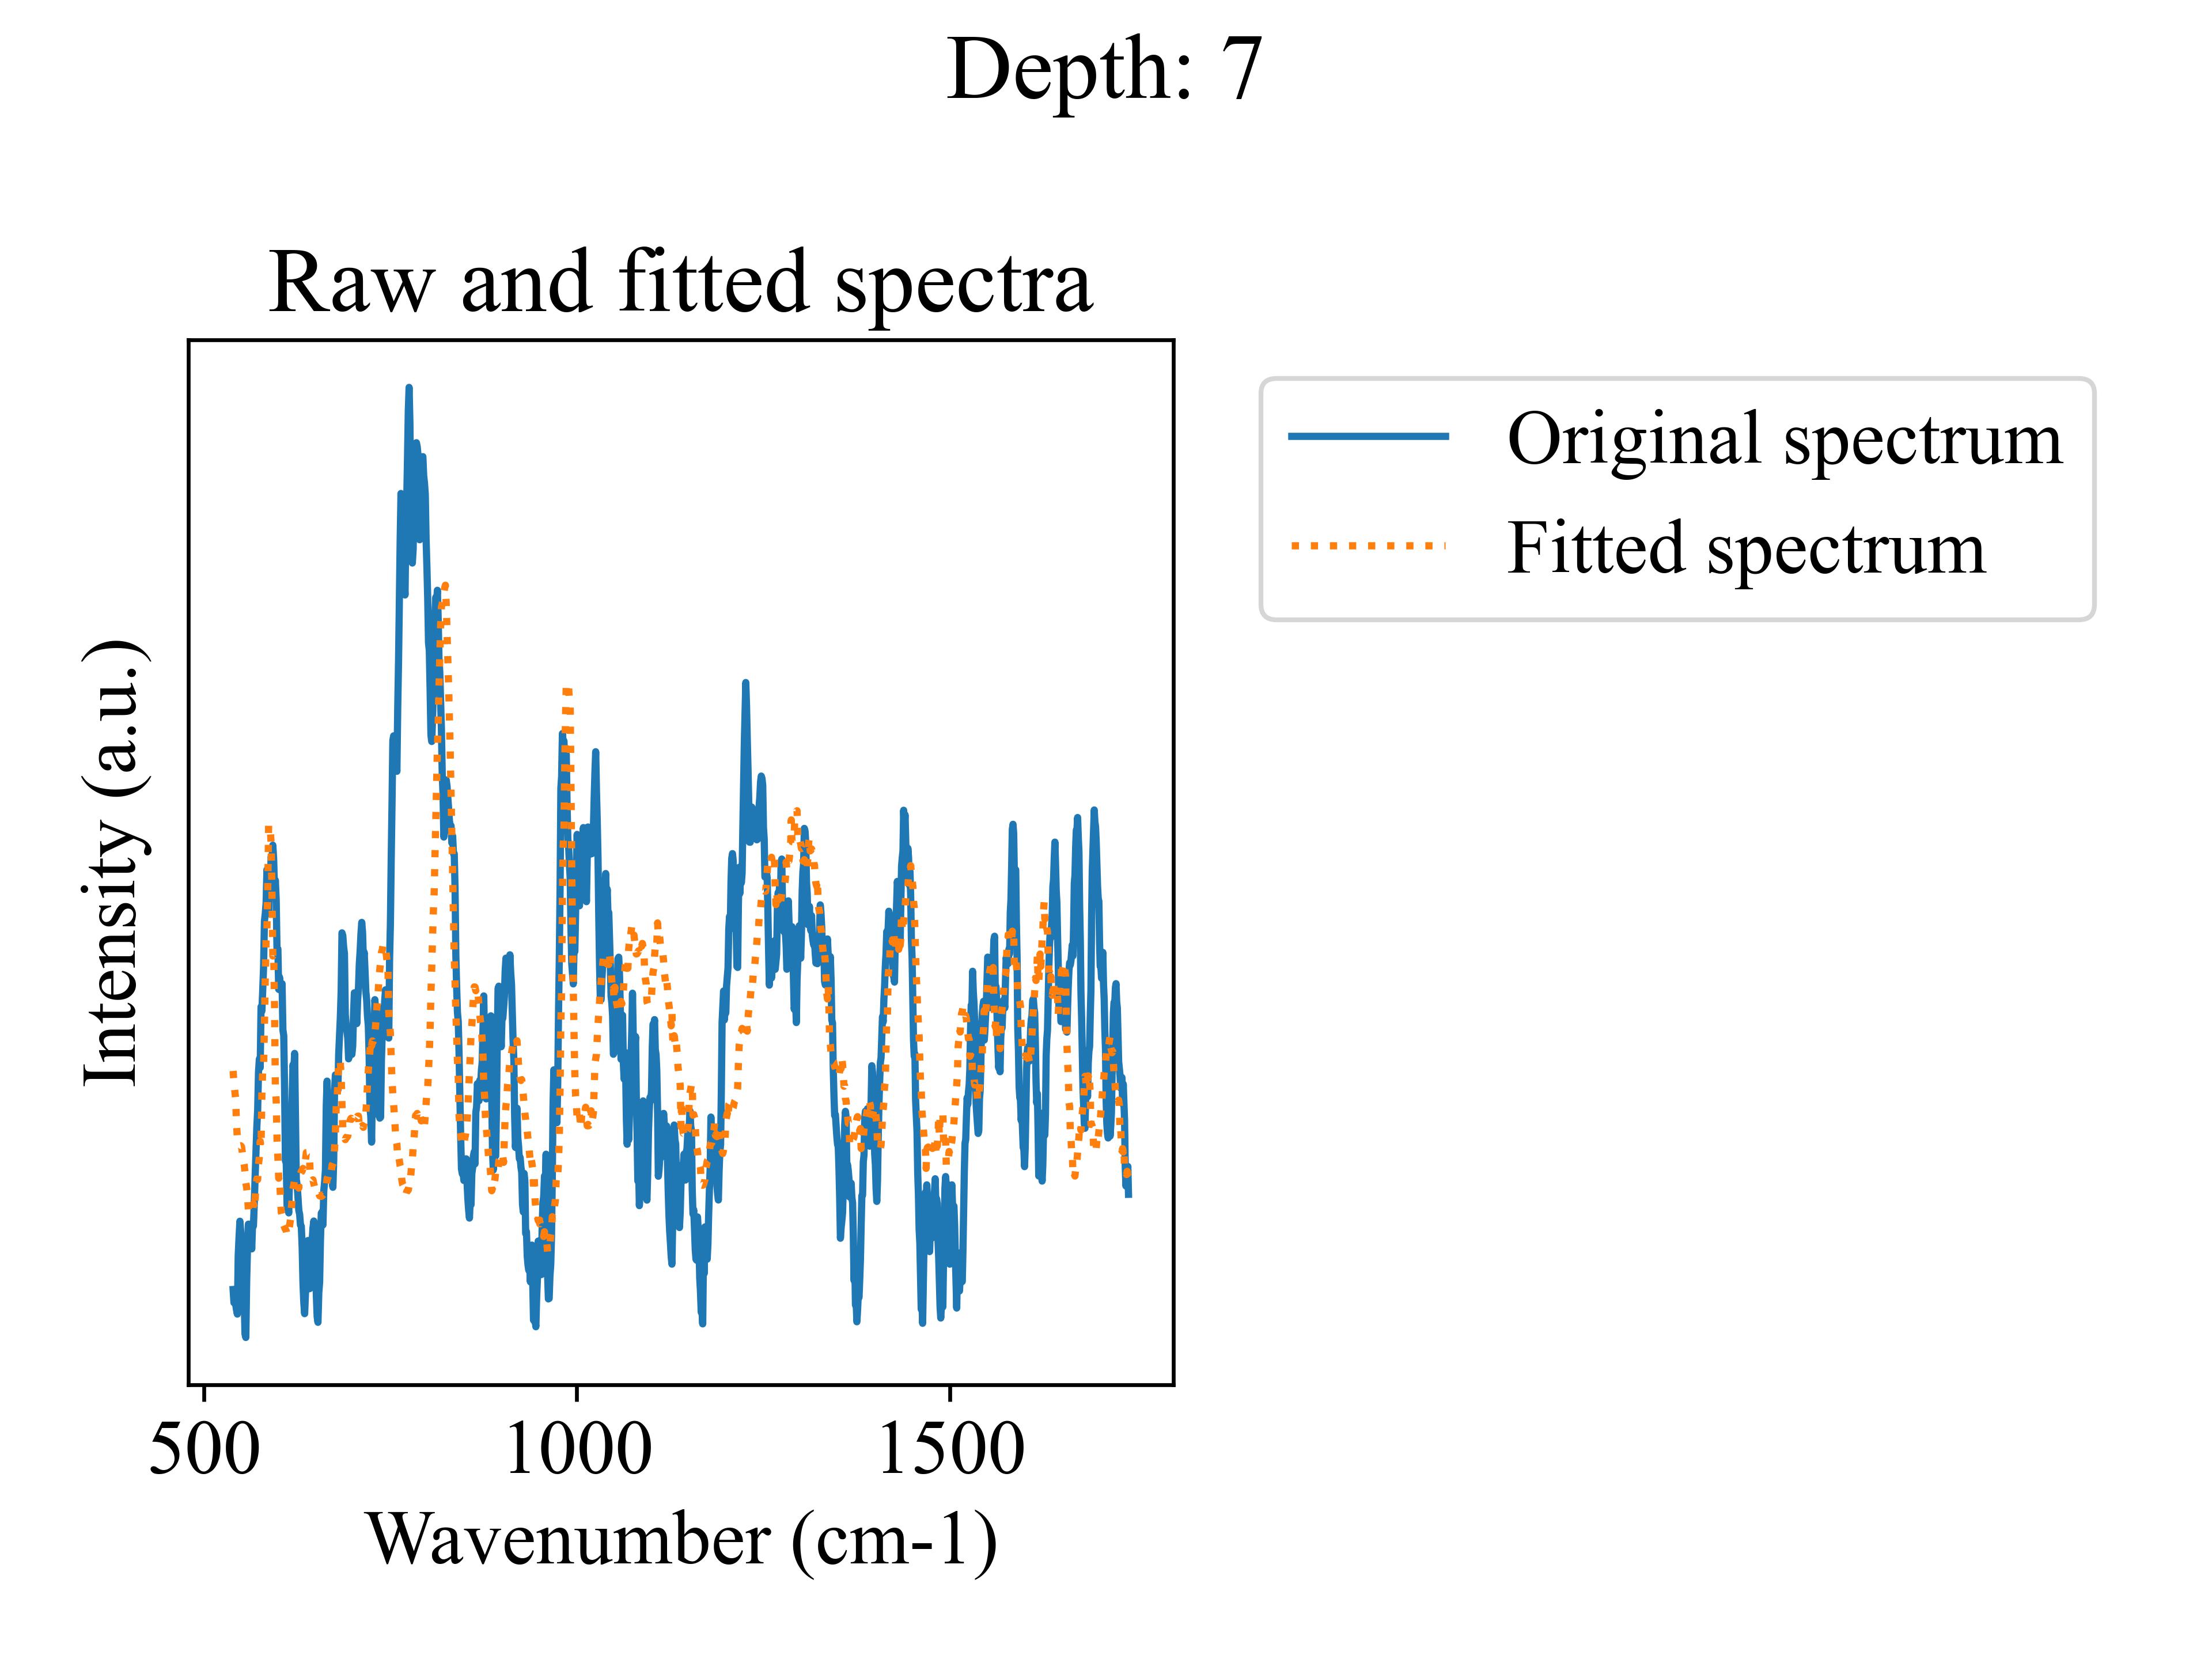 Depth: 7
Raw and fitted spectra
Original spectrum
Fitted spectrum
Intensity (a.u.)
500 1000 1500
Wavenumber (cm-1)